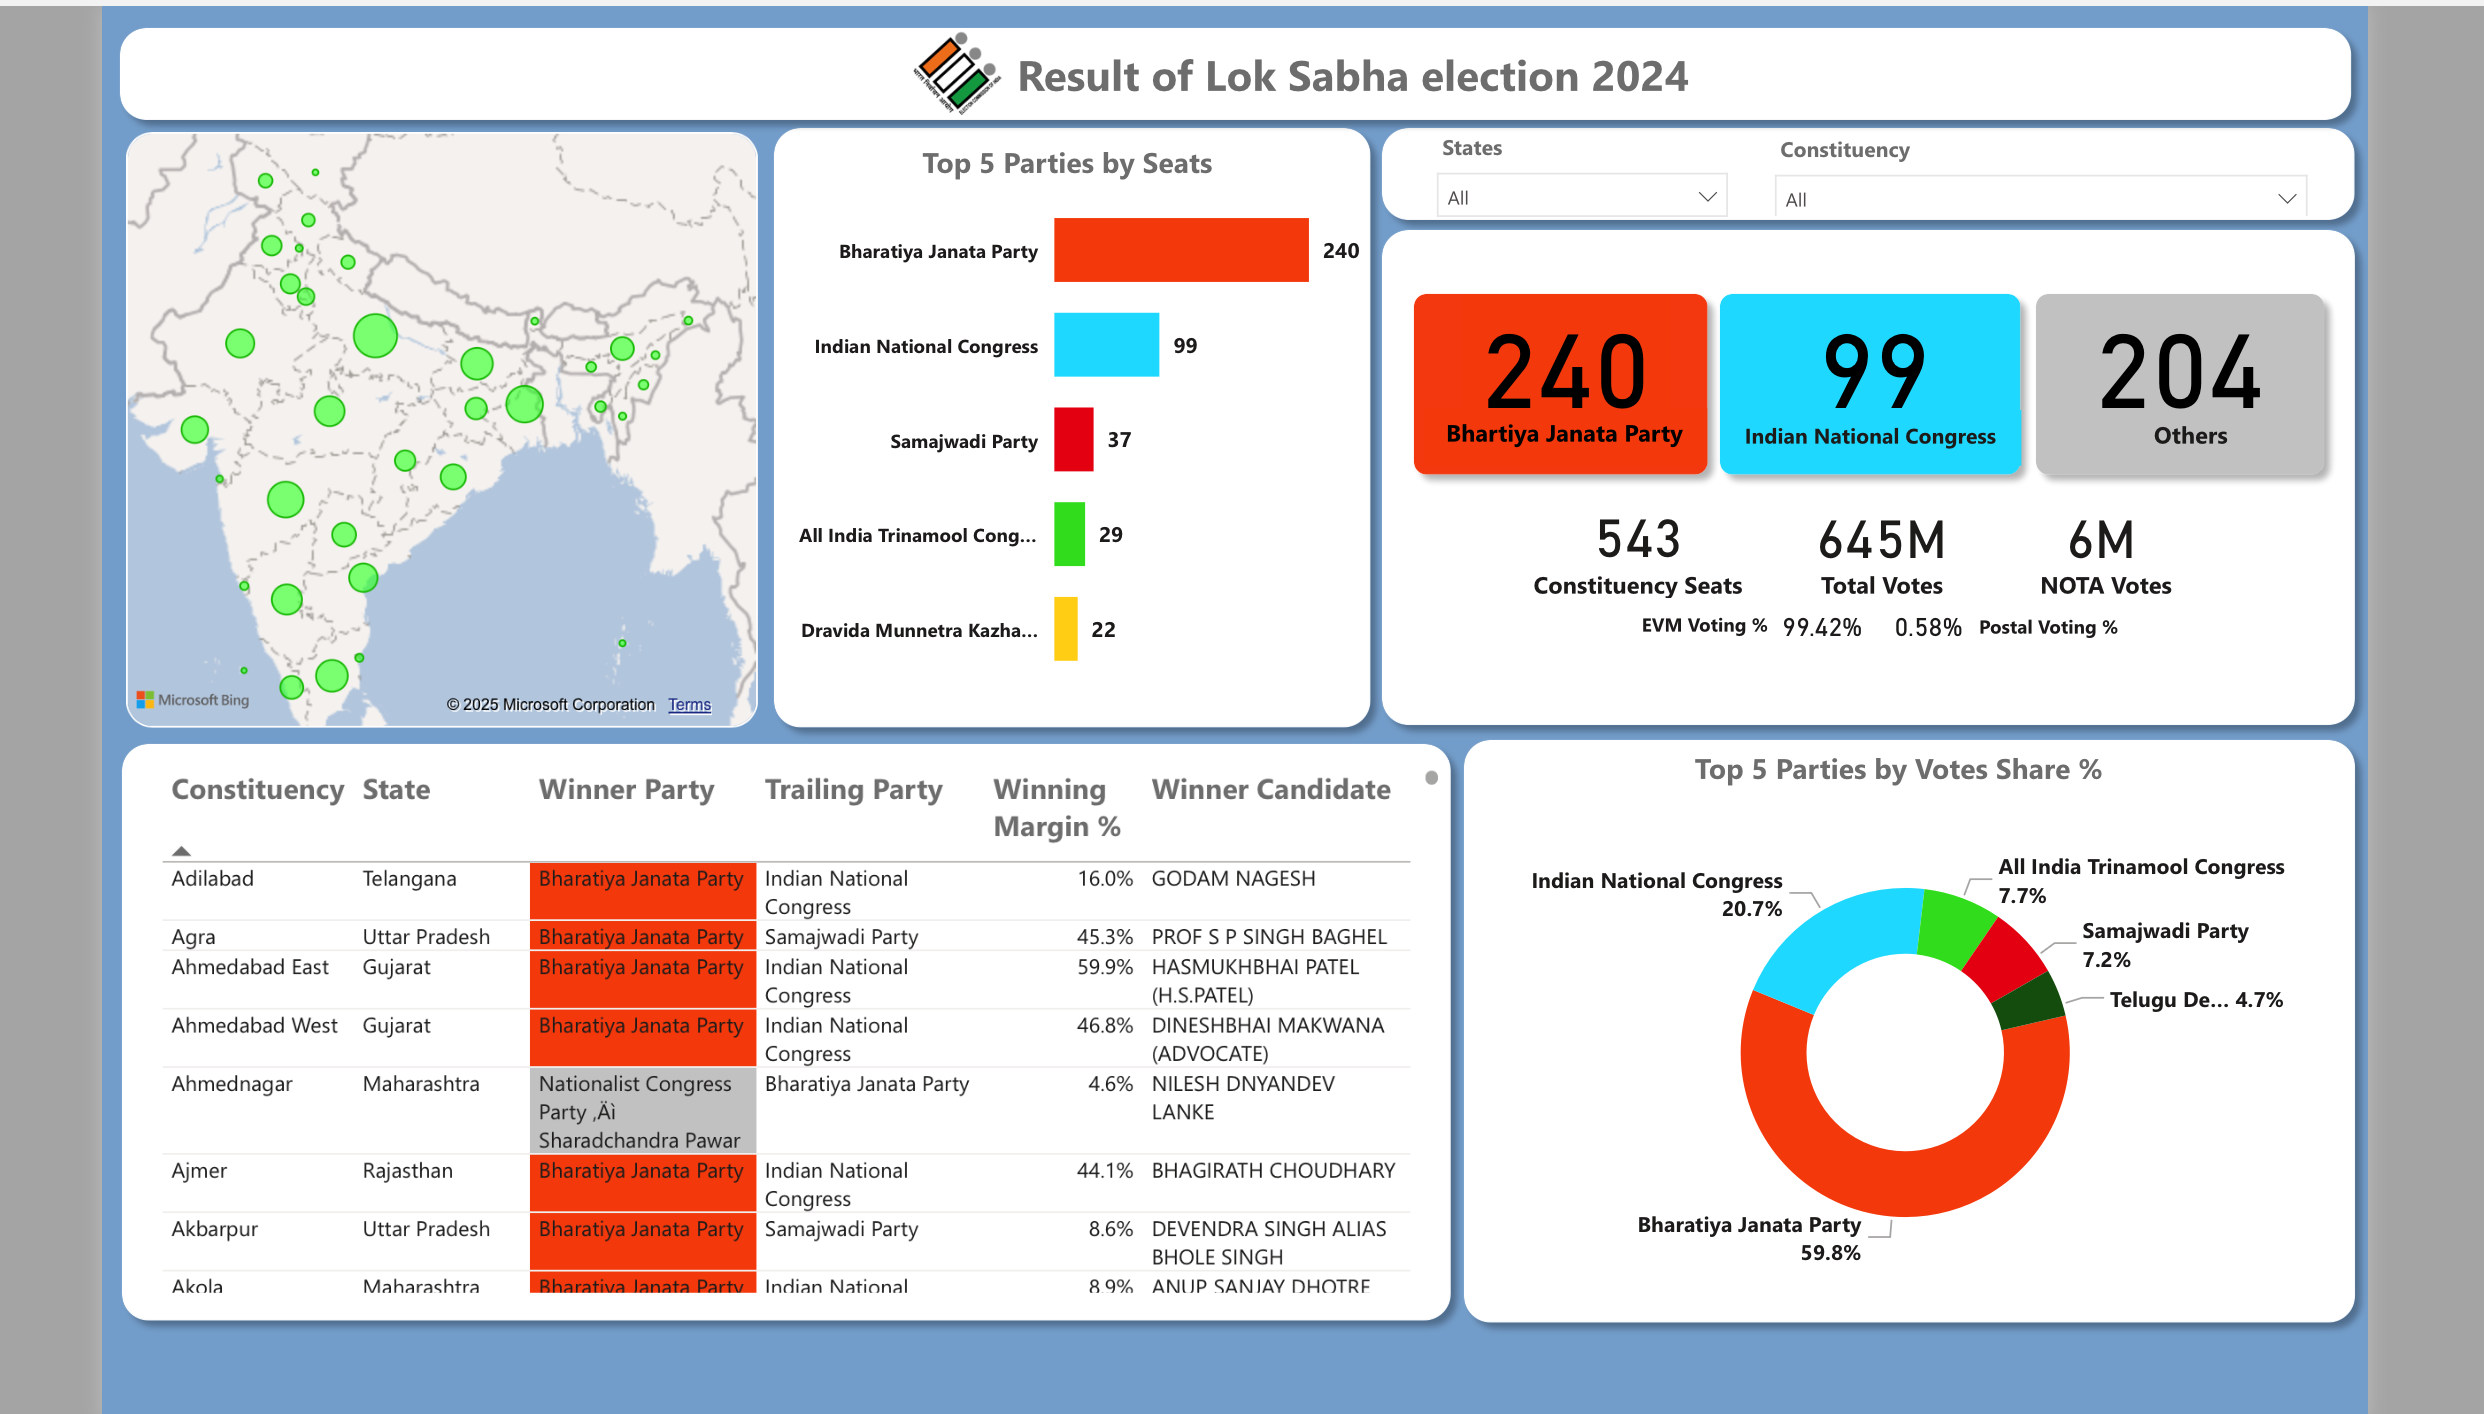 Result of Lok Sabha election 2024
Microsoft Bing
© 2025 Microsoft Corporation Terms
Top 5 Parties by Seats
Bharatiya Janata Party 240
Indian National Congress 99
Samajwadi Party 37
All India Trinamool Cong... 29
Dravida Munnetra Kazha... 22
States
All
Constituency
All
240
Bhartiya Janata Party
99
Indian National Congress
204
Others
543
Constituency Seats
645M
Total Votes
6M
NOTA Votes
EVM Voting % 99.42% 0.58% Postal Voting %
Constituency State Winner Party Trailing Party Winning Winner Candidate
Margin %
Adilabad Telangana Bharatiya Janata Party Indian National 16.0% GODAM NAGESH
Congress
Agra Uttar Pradesh Bharatiya Janata Party Samajwadi Party 45.3% PROF S P SINGH BAGHEL
Ahmedabad East Gujarat Bharatiya Janata Party Indian National 59.9% HASMUKHBHAI PATEL
Congress (H.S.PATEL)
Ahmedabad West Gujarat Bharatiya Janata Party Indian National 46.8% DINESHBHAI MAKWANA
Congress (ADVOCATE)
Ahmednagar Maharashtra Nationalist Congress Bharatiya Janata Party 4.6% NILESH DNYANDEV
Party ‚Äì LANKE
Sharadchandra Pawar
Ajmer Rajasthan Bharatiya Janata Party Indian National 44.1% BHAGIRATH CHOUDHARY
Congress
Akbarpur Uttar Pradesh Bharatiya Janata Party Samajwadi Party 8.6% DEVENDRA SINGH ALIAS
BHOLE SINGH
Akola Maharashtra Bharatiya Janata Party Indian National 8.9% ANUP SANJAY DHOTRE
Top 5 Parties by Votes Share %
Indian National Congress
20.7%
All India Trinamool Congress
7.7%
Samajwadi Party
7.2%
Telugu De... 4.7%
Bharatiya Janata Party
59.8%